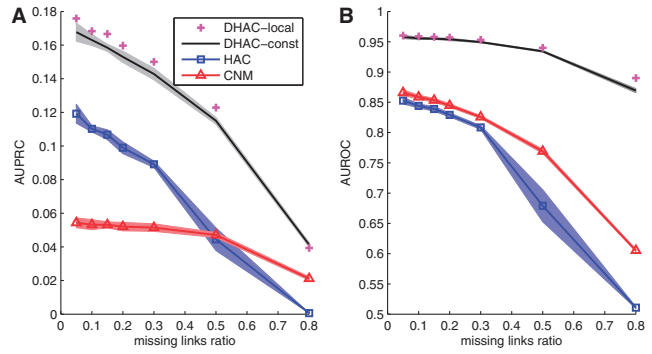 A
AUPRC
0.18
0.16
0.14
0.12
0.1
0.08
0.06
0.04
0.02
0
0 0.1 0.2 0.3 0.4 0.5 0.6 0.7 0.8
missing links ratio
DHAC-local
DHAC-const
HAC
CNM
B
AUROC
1
0.95
0.9
0.85
0.8
0.75
0.7
0.65
0.6
0.55
0.5
0 0.1 0.2 0.3 0.4 0.5 0.6 0.7 0.8
missing links ratio